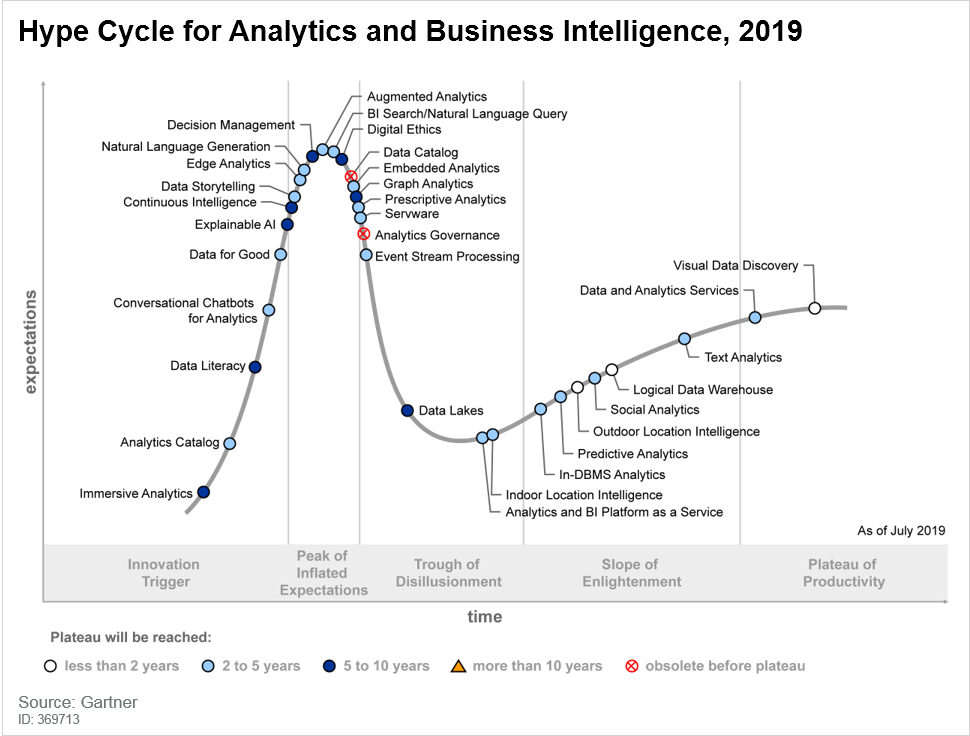 Hype Cycle for Analytics and Business Intelligence, 2019
expectations
Augmented Analytics
BI Search/Natural Language Query
Decision Management
Digital Ethics
Natural Language Generation
Data Catalog
Edge Analytics
Embedded Analytics
Data Storytelling
Graph Analytics
Continuous Intelligence
Prescriptive Analytics
Servware
Explainable AI
Analytics Governance
Data for Good
Event Stream Processing
Visual Data Discovery
Data and Analytics Services
Conversational Chatbots
for Analytics
Text Analytics
Data Literacy
Logical Data Warehouse
Data Lakes
Social Analytics
Outdoor Location Intelligence
Analytics Catalog
Predictive Analytics
In-DBMS Analytics
Immersive Analytics
Indoor Location Intelligence
Analytics and BI Platform as a Service
As of July 2019
Innovation
Trigger
Peak of
Inflated
Expectations
Trough of
Disillusionment
Slope of
Enlightenment
Plateau of
Productivity
time
Plateau will be reached:
less than 2 years
2 to 5 years
5 to 10 years
more than 10 years
obsolete before plateau
Source: Gartner
ID: 369713